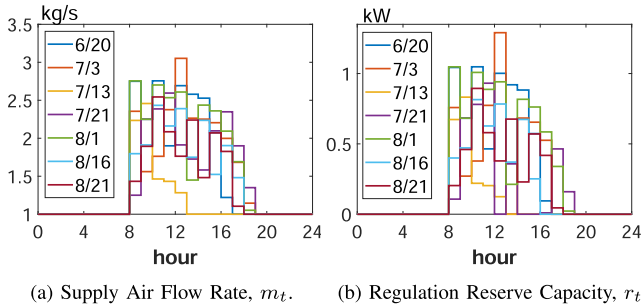 kg/s
3.5
3
2.5
2
1.5
1
6/20
7/3
7/13
7/21
8/1
8/16
8/21
0 4 8 12 16 20 24
hour
(a) Supply Air Flow Rate, m_t.
kW
1
0.5
0
6/20
7/3
7/13
7/21
8/1
8/16
8/21
0 4 8 12 16 20 24
hour
(b) Regulation Reserve Capacity, r_t